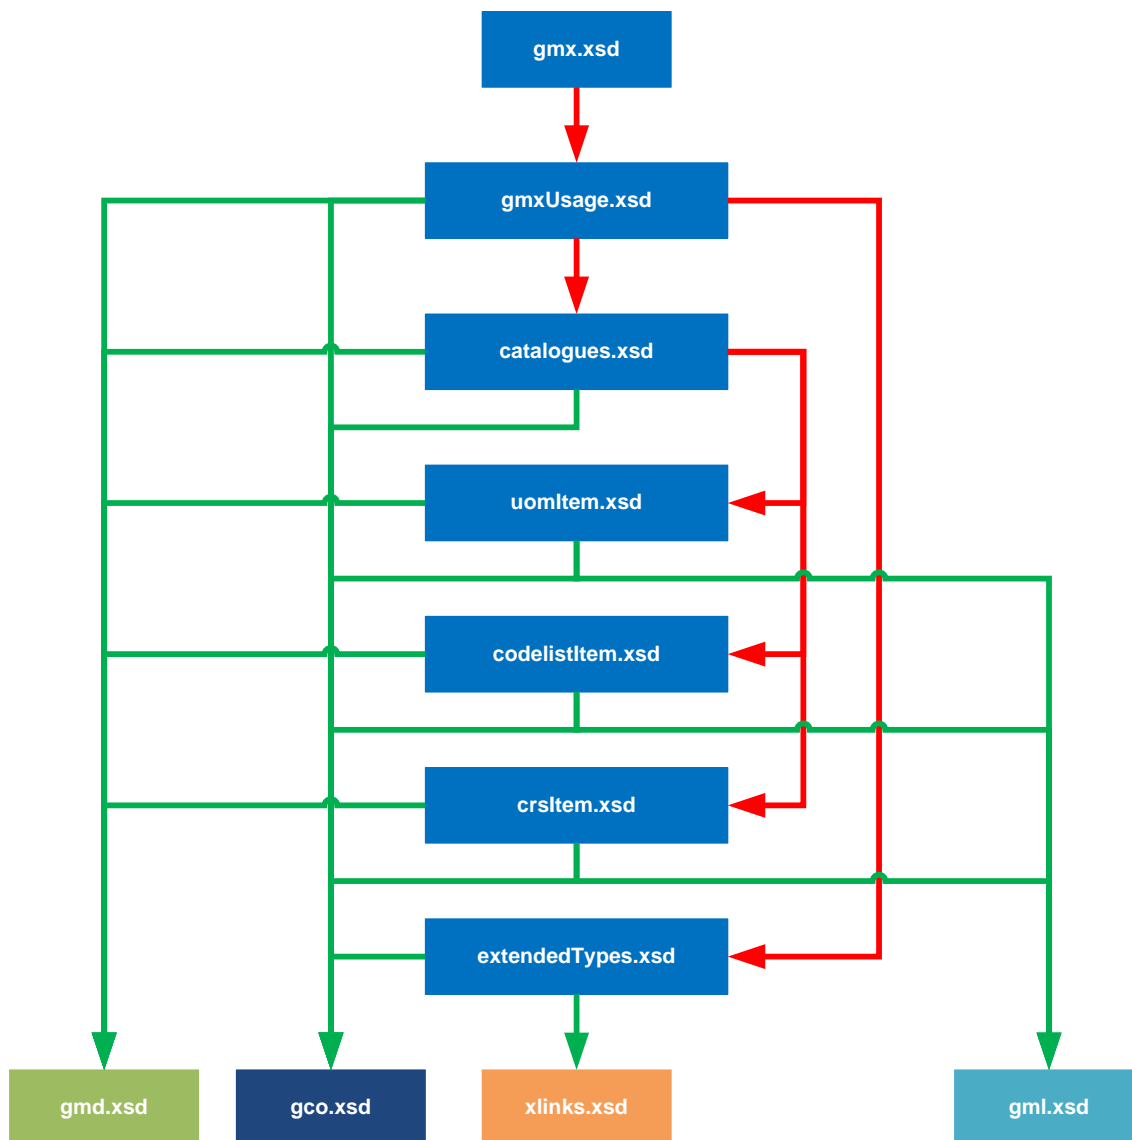 gmx.xsd
gmxUsage.xsd
catalogues.xsd
uomItem.xsd
codelistItem.xsd
crsItem.xsd
extendedTypes.xsd
gmd.xsd
gco.xsd
xlinks.xsd
gml.xsd